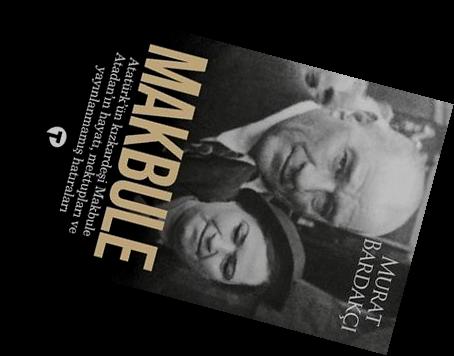 MURAT
BARDAKÇI
MAKBULE
Atatürk'ün kızkardeşi Makbule
Atadan'ın hayatı, mektupları ve
yayınlanmamış hatıraları